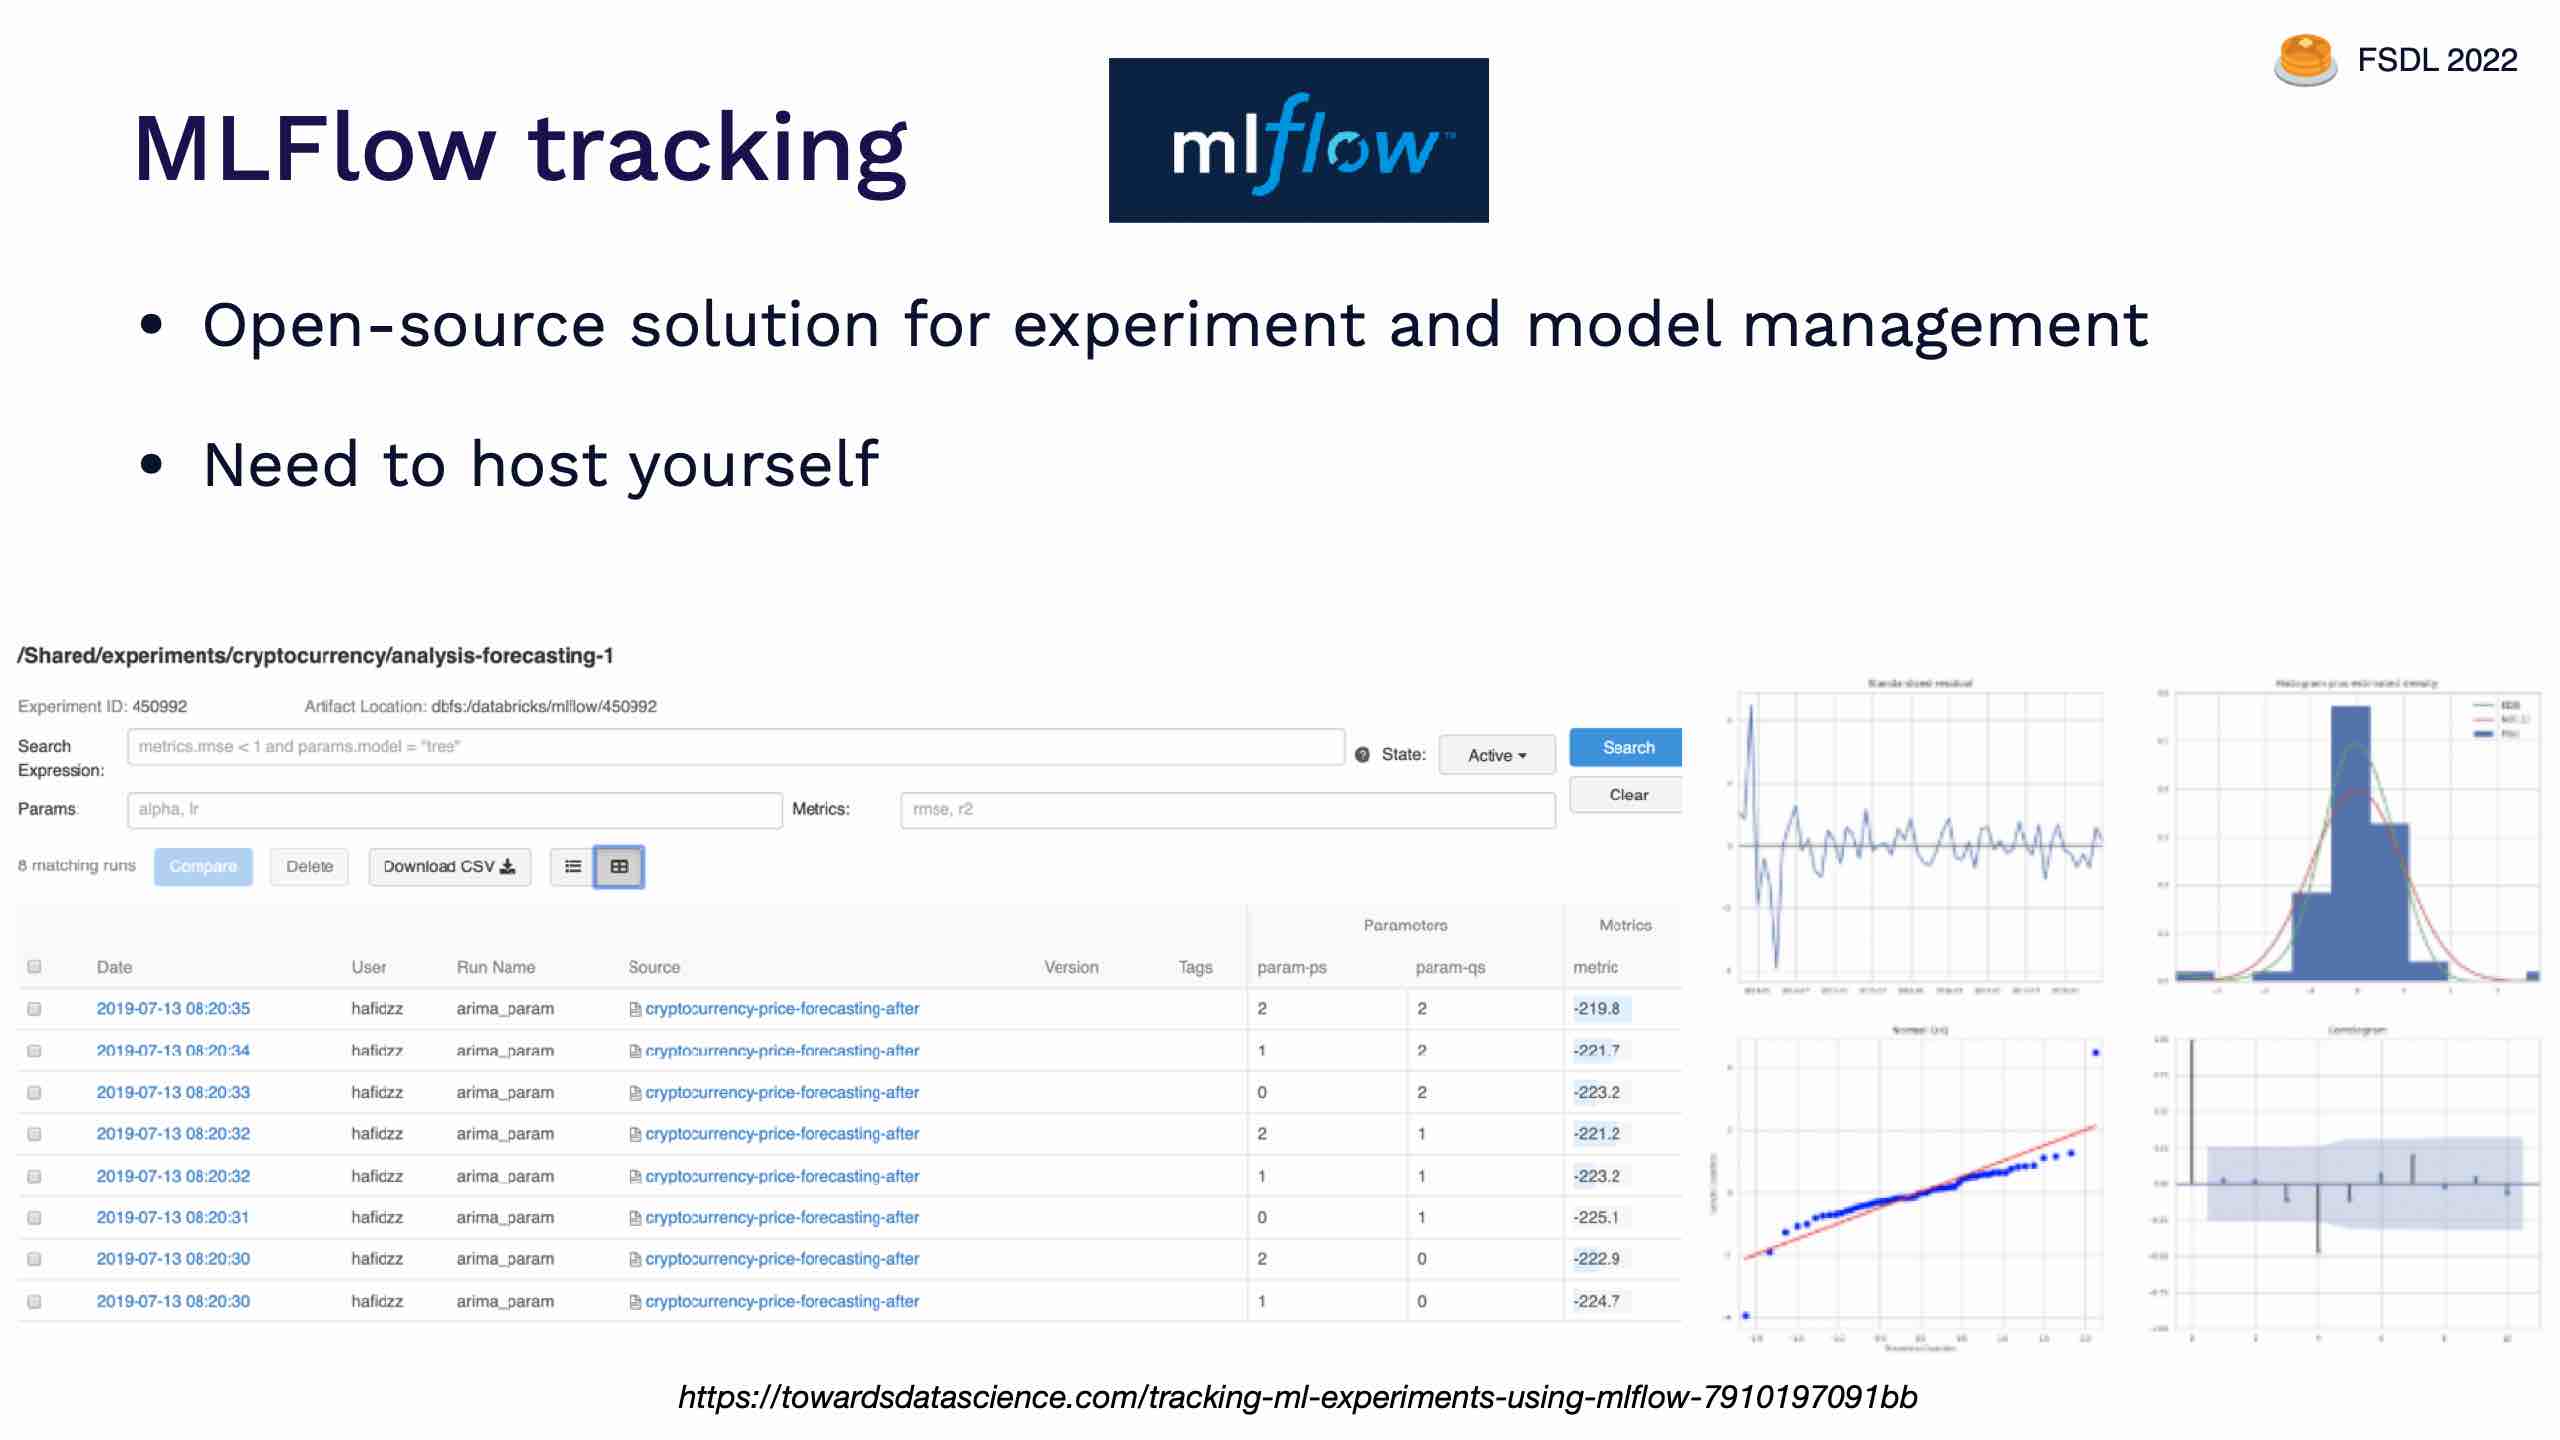 FSDL 2022
MLFlow tracking
mlflow™
• Open-source solution for experiment and model management
• Need to host yourself
/Shared/experiments/cryptocurrency/analysis-forecasting-1
Experiment ID: 450992 Artifact Location: dbfs:/databricks/mlflow/450992
Search Expression: metrics.rmse < 1 and params.model = "tree" State: Active Search
Params alpha, lr Metrics: rmse, r2 Clear
8 matching runs Compare Delete Download CSV
Parameters Metrics
Date User Run Name Source Version Tags param-ps param-qs metric
2019-07-13 08:20:35 hafidzz arima_param cryptocurrency-price-forecasting-after 2 2 -219.8
2019-07-13 08:20:34 hafidzz arima_param cryptocurrency-price-forecasting-after 1 2 -221.7
2019-07-13 08:20:33 hafidzz arima_param cryptocurrency-price-forecasting-after 0 2 -223.2
2019-07-13 08:20:32 hafidzz arima_param cryptocurrency-price-forecasting-after 2 1 -221.2
2019-07-13 08:20:32 hafidzz arima_param cryptocurrency-price-forecasting-after 1 1 -223.2
2019-07-13 08:20:31 hafidzz arima_param cryptocurrency-price-forecasting-after 0 1 -225.1
2019-07-13 08:20:30 hafidzz arima_param cryptocurrency-price-forecasting-after 2 0 -222.9
2019-07-13 08:20:30 hafidzz arima_param cryptocurrency-price-forecasting-after 1 0 -224.7
Standardized residual
Histogram plus estimated density
Normal Q-Q
Correlogram
https://towardsdatascience.com/tracking-ml-experiments-using-mlflow-7910197091bb